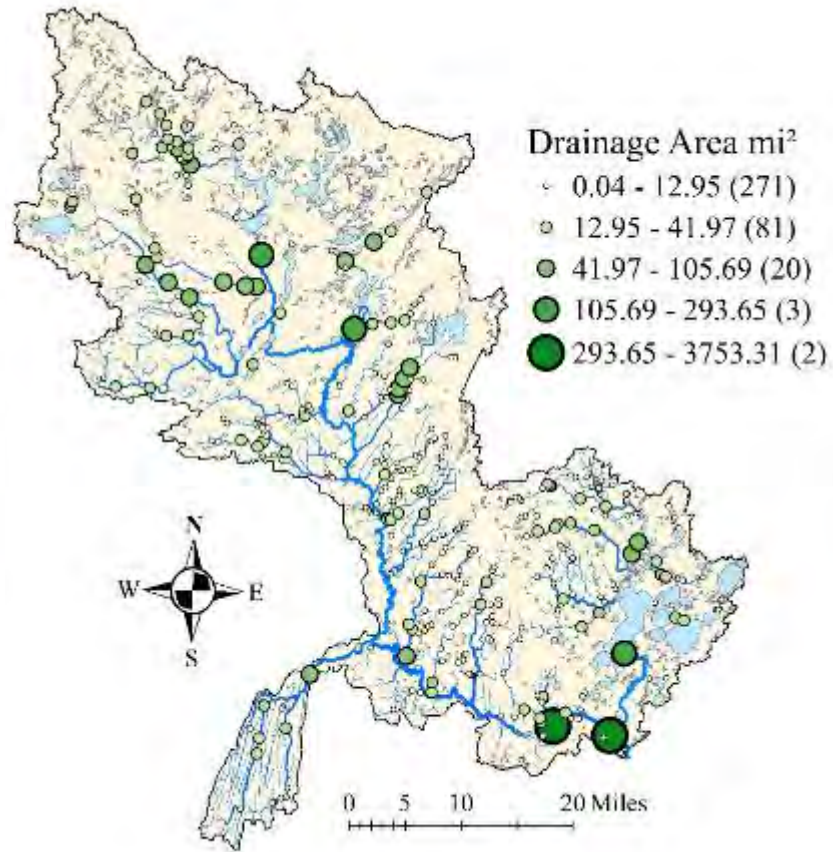 Drainage Area mi²
0.04 - 12.95 (271)
12.95 - 41.97 (81)
41.97 - 105.69 (20)
105.69 - 293.65 (3)
293.65 - 3753.31 (2)
N
W E
S
0 5 10 20 Miles